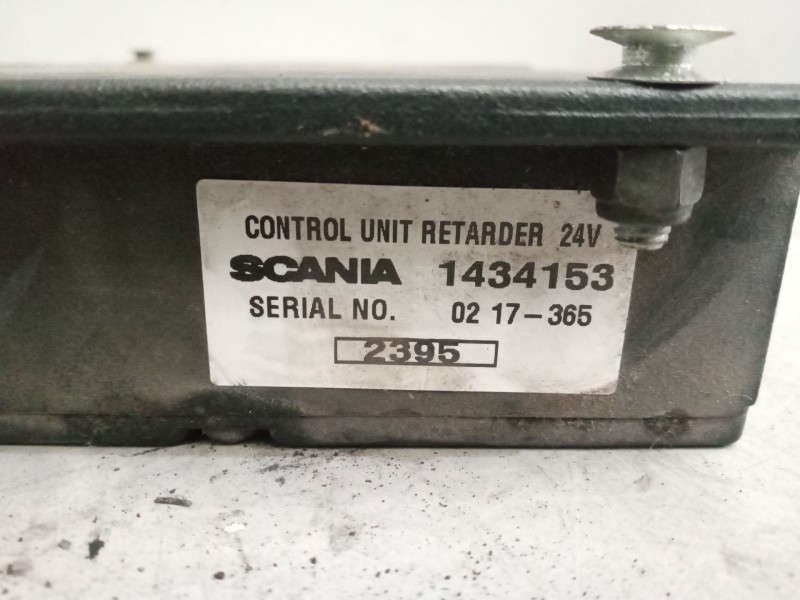 CONTROL UNIT RETARDER 24V
SCANIA 1434153
SERIAL NO. 02 17-365
2395